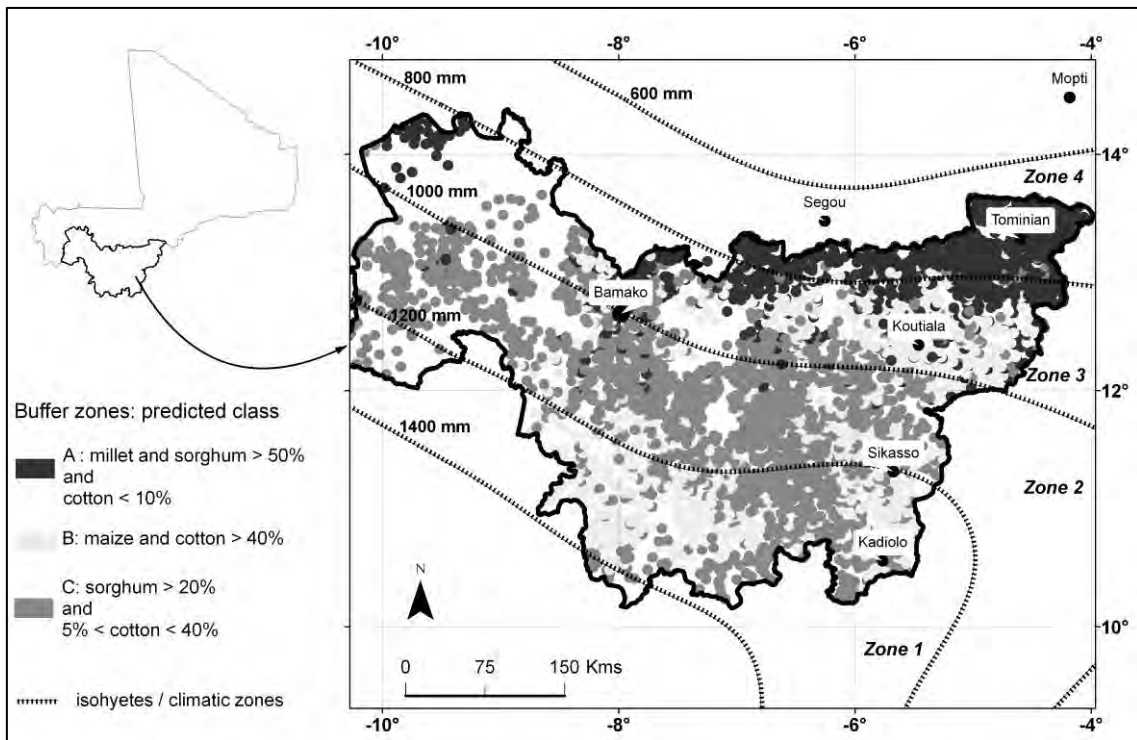 -10° -8° -6° -4°
800 mm
600 mm
Mopti
14°
Zone 4
1000 mm
Segou
Tominian
Bamako
1200 mm
Koutiala
Zone 3
12°
Buffer zones: predicted class
1400 mm
A : millet and sorghum > 50%
and
cotton < 10%
Sikasso
Zone 2
B: maize and cotton > 40%
Kadiolo
C: sorghum > 20%
and
5% < cotton < 40%
N
10°
Zone 1
0 75 150 Kms
isohyetes / climatic zones
-10° -8° -6° -4°